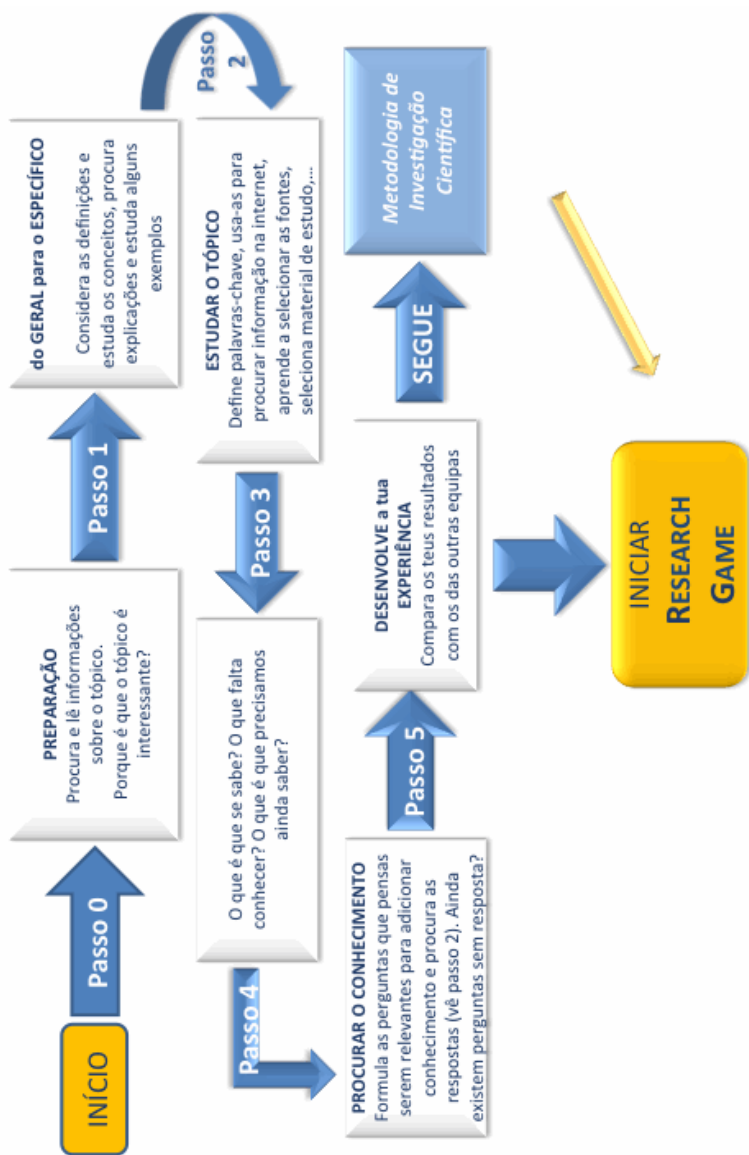 INÍCIO
Passo 0
PREPARAÇÃO
Procura e lê informações
sobre o tópico.
Porque é que o tópico é
interessante?
Passo 1
do GERAL para o ESPECÍFICO
Considera as definições e
estuda os conceitos, procura
explicações e estuda alguns
exemplos
Passo
2
ESTUDAR O TÓPICO
Define palavras-chave, usa-as para
procurar informação na internet,
aprende a selecionar as fontes,
seleciona material de estudo,...
Passo 3
O que é que se sabe? O que falta
conhecer? O que é que precisamos
ainda saber?
Passo 4
PROCURAR O CONHECIMENTO
Formula as perguntas que pensas
serem relevantes para adicionar
conhecimento e procura as
respostas (vê passo 2). Ainda
existem perguntas sem resposta?
Passo 5
DESENVOLVE a tua
EXPERIÊNCIA
Compara os teus resultados
com os das outras equipas
SEGUE
Metodologia de
Investigação
Científica
INICIAR
RESEARCH
GAME